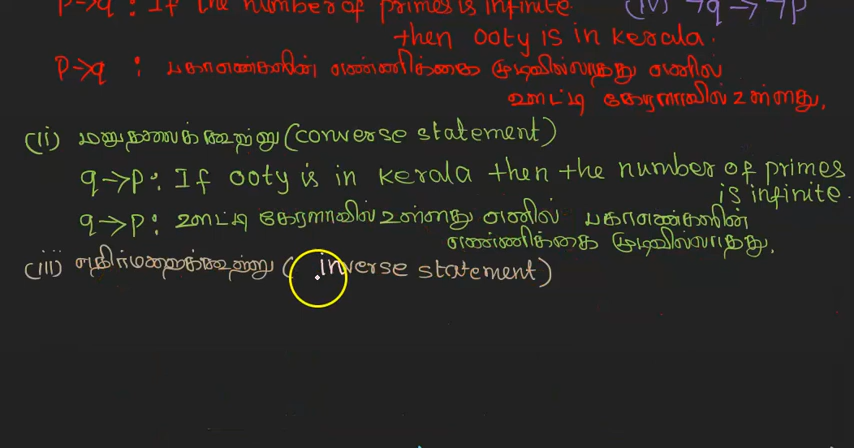 P→q : If the number of primes is infinite (iv) ¬q → ¬p
then ooty is in kerala.
P→q : பகாஎண்களின் எண்ணிக்கை முடிவில்லாதது எனில்
ஊட்டி கேரளாவில் உள்ளது.
(ii) மறுதலைக்கூற்று (converse statement)
q→p: If ooty is in kerala then the number of primes
is infinite.
q→p: ஊட்டி கேரளாவில் உள்ளது எனில் பகாஎண்களின்
எண்ணிக்கை முடிவில்லாதது.
(iii) எதிர்மறைக்கூற்று ( inverse statement)